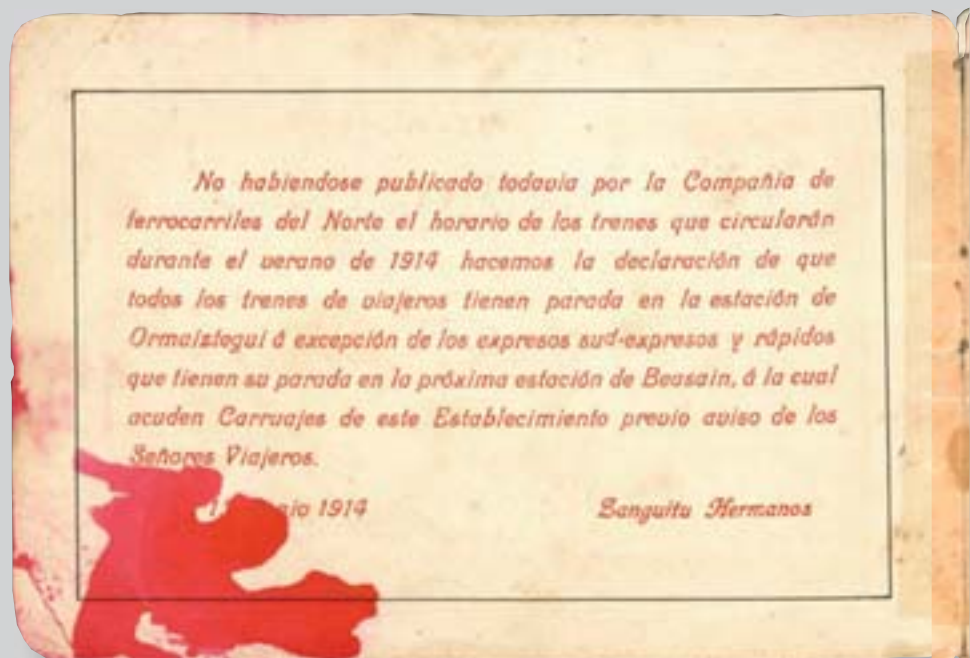 No habiendose publicado todavia por la Compañia de
ferrocarriles del Norte el horario de los trenes que circularán
durante el verano de 1914 hacemos la declaración de que
todos los trenes de viajeros tienen parada en la estación de
Ormaiztegui á excepción de los expresos sud-expresos y rápidos
que tienen su parada en la próxima estación de Beasain, á la cual
acuden Carruajes de este Establecimiento previo aviso de los
Señores Viajeros.
1914
Hermanos